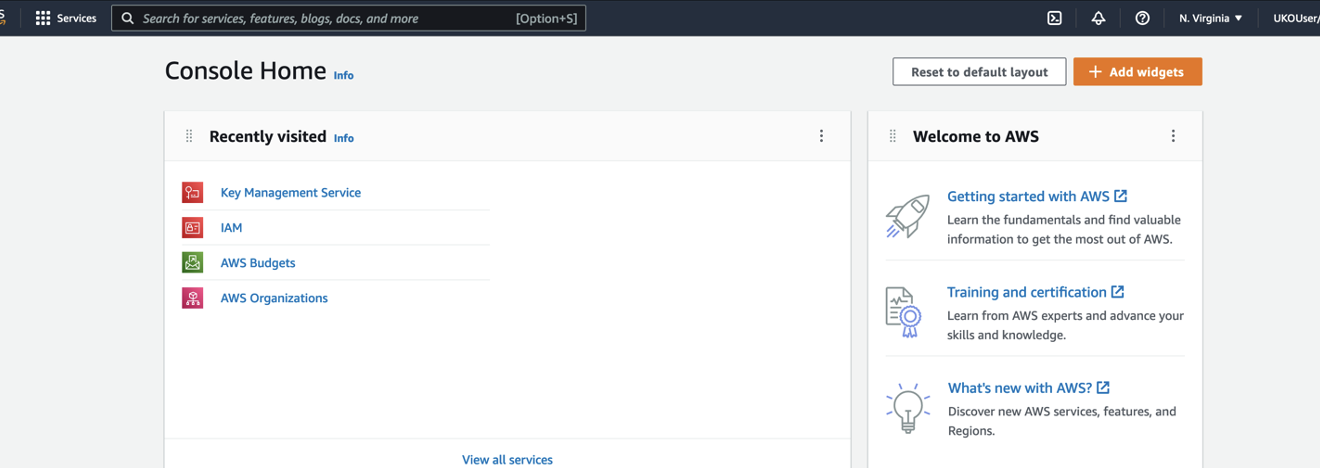 Services
Search for services, features, blogs, docs, and more
[Option+S]
N. Virginia
UKOUser/
Console Home
Info
Reset to default layout
Add widgets
Recently visited
Info
Key Management Service
IAM
AWS Budgets
AWS Organizations
View all services
Welcome to AWS
Getting started with AWS
Learn the fundamentals and find valuable
information to get the most out of AWS.
Training and certification
Learn from AWS experts and advance your
skills and knowledge.
What's new with AWS?
Discover new AWS services, features, and
Regions.